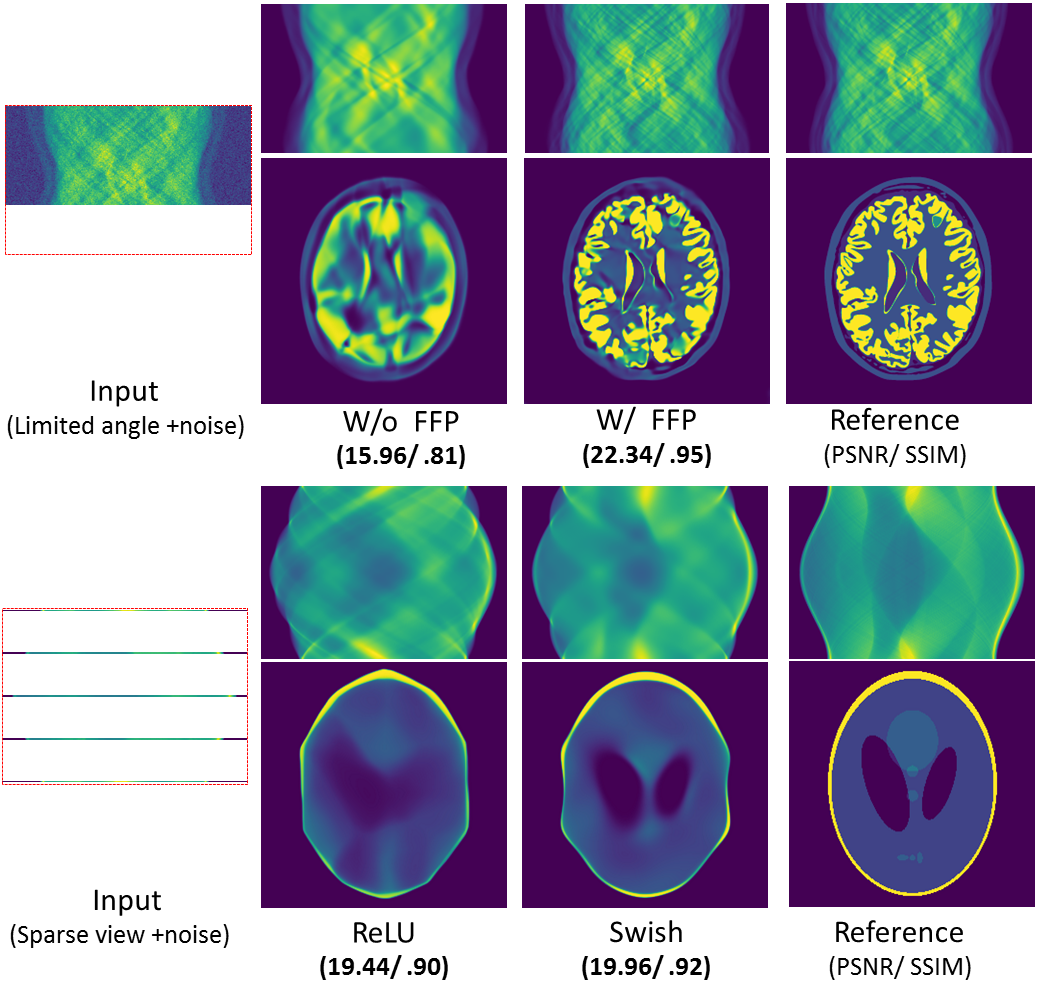 Input
(Limited angle +noise)
W/o FFP
(15.96/ .81)
W/ FFP
(22.34/ .95)
Reference
(PSNR/ SSIM)
Input
(Sparse view +noise)
ReLU
(19.44/ .90)
Swish
(19.96/ .92)
Reference
(PSNR/ SSIM)